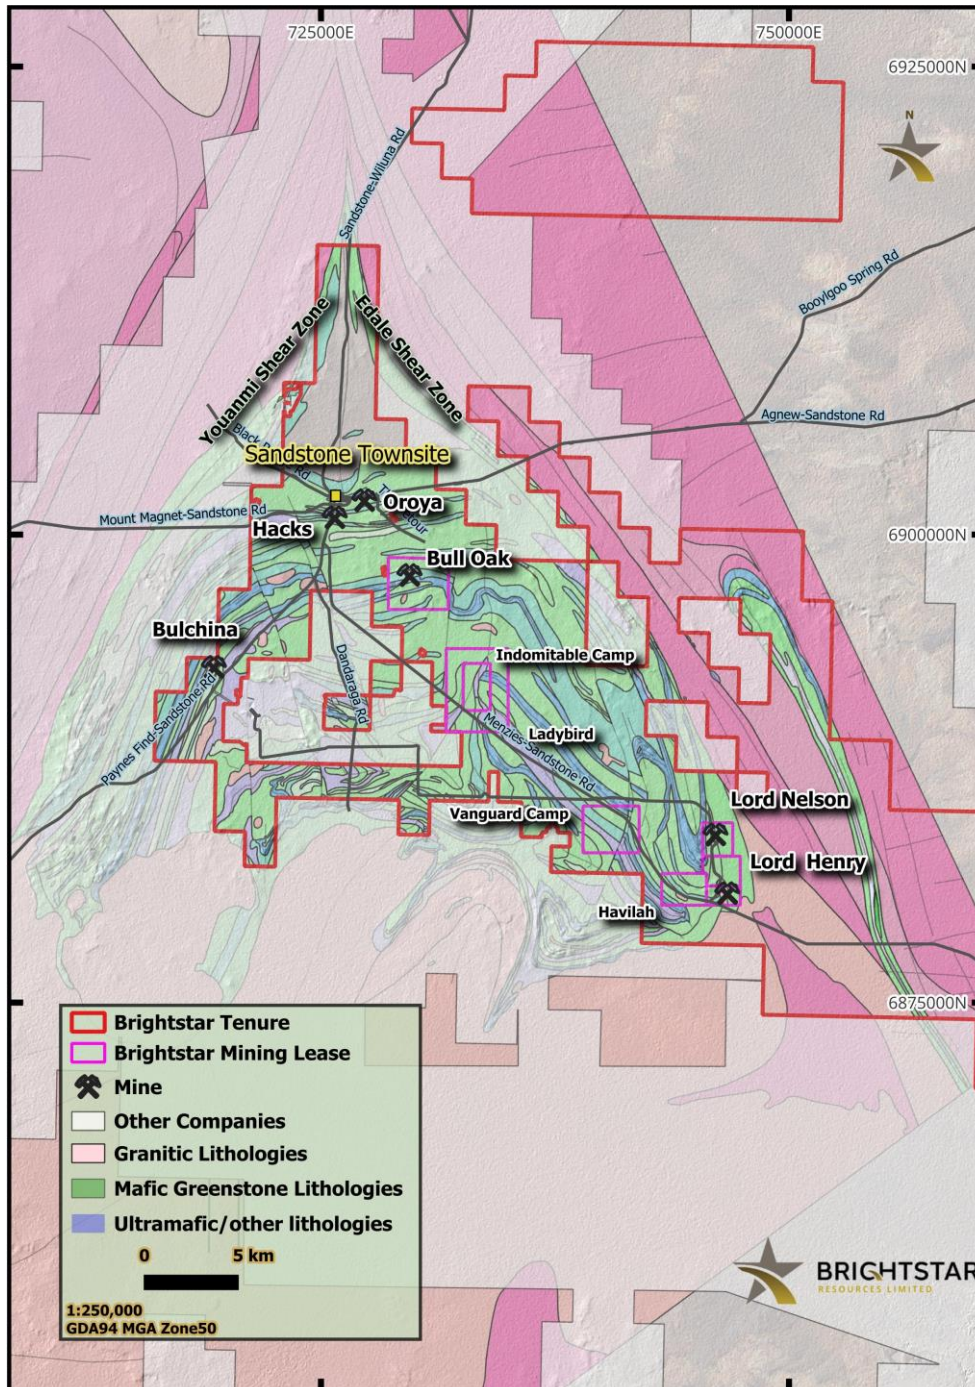 725000E
750000E
6925000N
N
Sandstone-Wiluna Rd
Booylgoo Spring Rd
Youanmi Shear Zone
Edale Shear Zone
Agnew-Sandstone Rd
Black
Rd
Sandstone Townsite
Oroya
Mount Magnet-Sandstone Rd
Hacks
6900000N
Bull Oak
Bulchina
Indomitable Camp
Dandaraga Rd
Paynes Find-Sandstone Rd
Menzies-Sandstone Rd
Ladybird
Vanguard Camp
Lord Nelson
Lord Henry
Havilah
6875000N
Brightstar Tenure
Brightstar Mining Lease
Mine
Other Companies
Granitic Lithologies
Mafic Greenstone Lithologies
Ultramafic/other lithologies
0 5 km
1:250,000
GDA94 MGA Zone50
BRIGHTSTAR
RESOURCES LIMITED